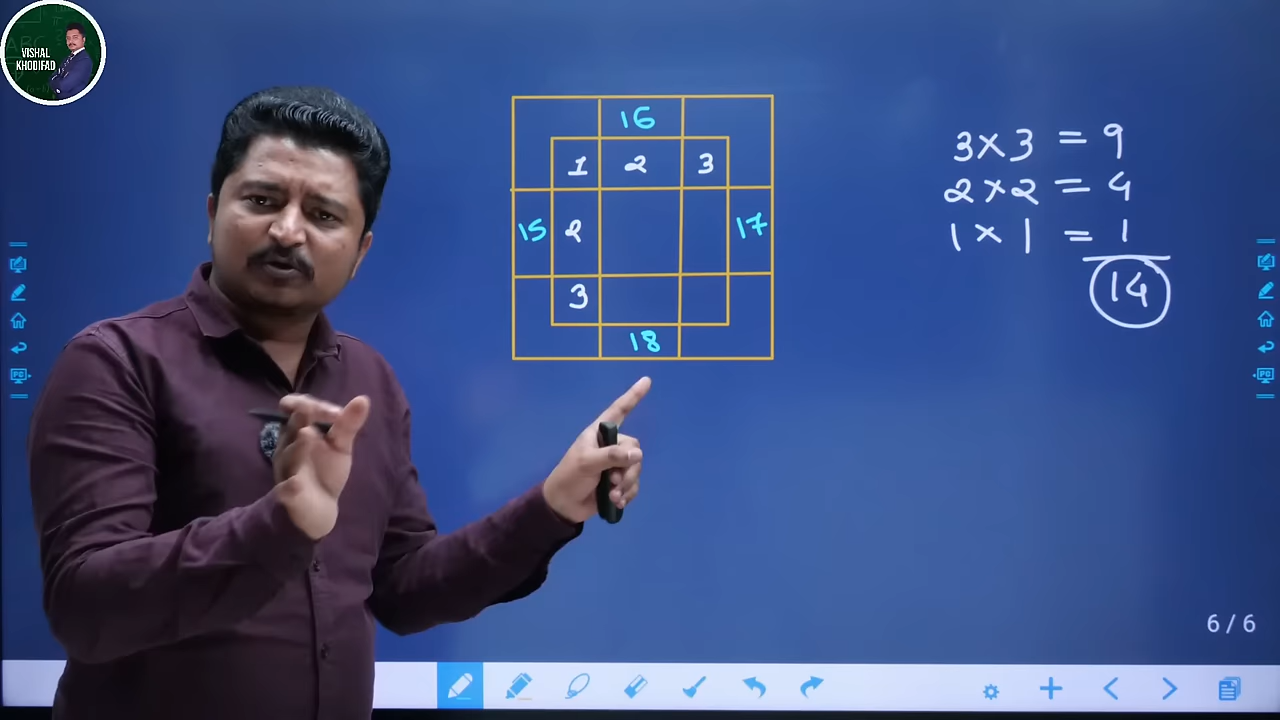 VISHAL
KHODIFAD
16
1 2 3
15 2 17
3
18
3×3 = 9
2×2 = 4
1×1 = 1
14
6 / 6